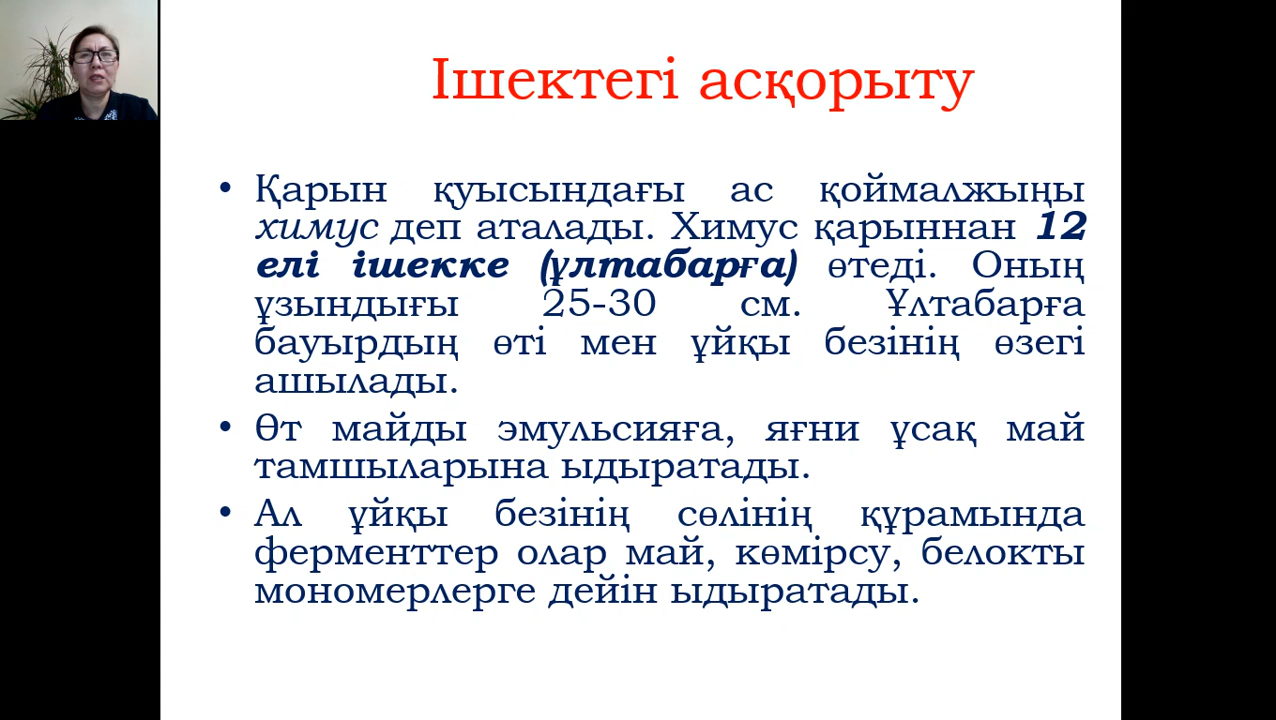 Ішектегі асқорыту
• Қарын қуысындағы ас қоймалжыңы
химус деп аталады. Химус қарыннан 12
елі ішекке (ұлтабарға) өтеді. Оның
ұзындығы 25-30 см. Ұлтабарға
бауырдың өті мен ұйқы безінің өзегі
ашылады.
• Өт майды эмульсияға, яғни ұсақ май
тамшыларына ыдыратады.
• Ал ұйқы безінің сөлінің құрамында
ферменттер олар май, көмірсу, белокты
мономерлерге дейін ыдыратады.